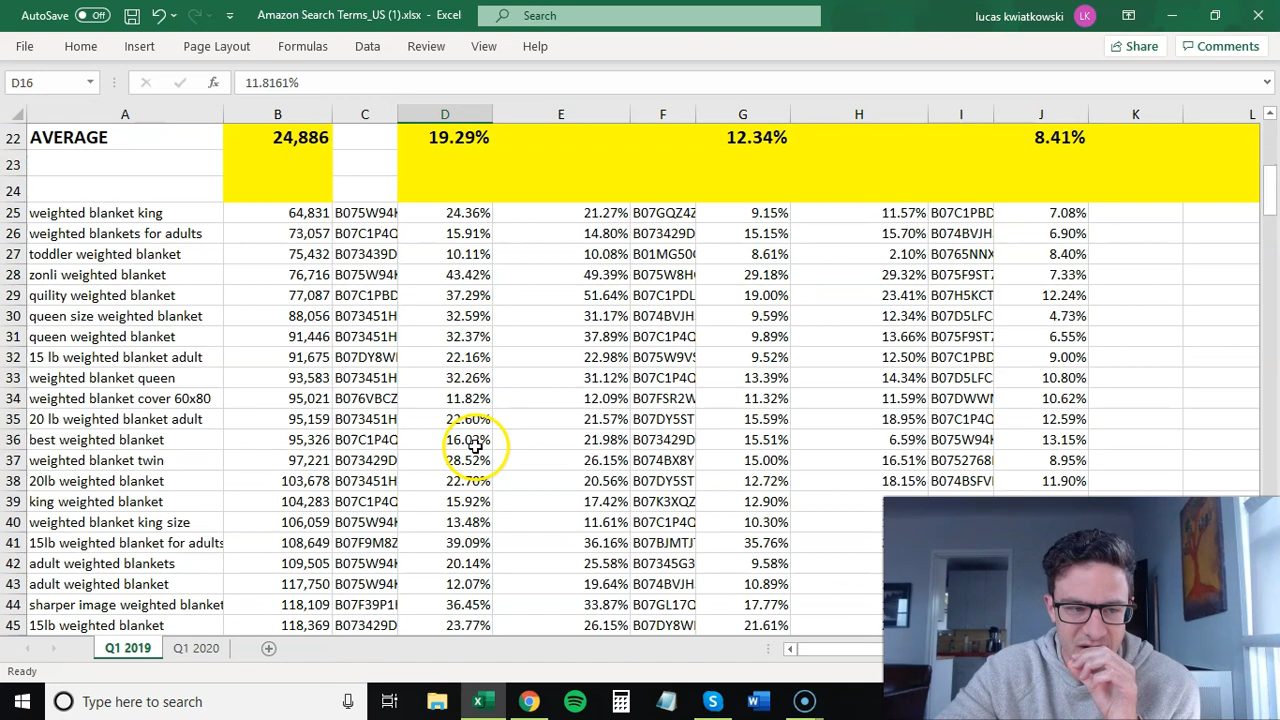 AutoSave Off Amazon Search Terms_US (1).xlsx - Excel Search lucas kwiatkowski LK
File Home Insert Page Layout Formulas Data Review View Help Share Comments
D16 fx 11.8161%
A B C D E F G H I J K L
22 AVERAGE 24,886 19.29% 12.34% 8.41%
23
24
25 weighted blanket king 64,831 B075W94K 24.36% 21.27% B07GQZ4Z 9.15% 11.57% B07C1PBD 7.08%
26 weighted blankets for adults 73,057 B07C1P4Q 15.91% 14.80% B073429D 15.15% 15.70% B074BVJH 6.90%
27 toddler weighted blanket 75,432 B073439D 10.11% 10.08% B01MG50 8.61% 2.10% B0765NNX 8.40%
28 zonli weighted blanket 76,716 B075W94K 43.42% 49.39% B075W8H 29.18% 29.32% B075F9ST7 7.33%
29 quility weighted blanket 77,087 B07C1PBD 37.29% 51.64% B07C1PDL 19.00% 23.41% B07H5KCT 12.24%
30 queen size weighted blanket 88,056 B073451H 32.59% 31.17% B074BVJH 9.59% 12.34% B07D5LFC 4.73%
31 queen weighted blanket 91,446 B073451H 32.37% 37.89% B07C1P4Q 9.89% 13.66% B075F9ST7 6.55%
32 15 lb weighted blanket adult 91,675 B07DY8W 22.16% 22.98% B075W9VS 9.52% 12.50% B07C1PBD 9.00%
33 weighted blanket queen 93,583 B073451H 32.26% 31.12% B07C1P4Q 13.39% 14.34% B07D5LFC 10.80%
34 weighted blanket cover 60x80 95,021 B076VBCZ 11.82% 12.09% B07FSR2W 11.32% 11.59% B07DWW 10.62%
35 20 lb weighted blanket adult 95,159 B073451H 22.60% 21.57% B07DY5ST 15.59% 18.95% B07C1P4Q 12.59%
36 best weighted blanket 95,326 B07C1P4Q 21.98% B073429D 15.51% 6.59% B075W94K 13.15%
37 weighted blanket twin 97,221 B073429D 28.52% 26.15% B074BX8Y 15.00% 16.51% B0752768 8.95%
38 20lb weighted blanket 103,678 B073451H 22.70% 20.56% B07DY5ST 12.72% 18.15% B074BSFV 11.90%
39 king weighted blanket 104,283 B07C1P4Q 15.92% 17.42% B07K3XQZ 12.90%
40 weighted blanket king size 106,059 B075W94K 13.48% 11.61% B07C1P4Q 10.30%
41 15lb weighted blanket for adults 108,649 B07F9M8Z 39.09% 36.16% B07BJMTJ 35.76%
42 adult weighted blankets 109,505 B075W94K 20.14% 25.58% B07345G3 9.58%
43 adult weighted blanket 117,750 B075W94K 12.07% 19.64% B074BVJH 10.89%
44 sharper image weighted blanket 118,109 B07F39P1 36.45% 33.87% B07GL17Q 17.77%
45 15lb weighted blanket 118,369 B073429D 23.77% 26.15% B07DY8W 21.61%
Q1 2019 Q1 2020
Ready
Type here to search